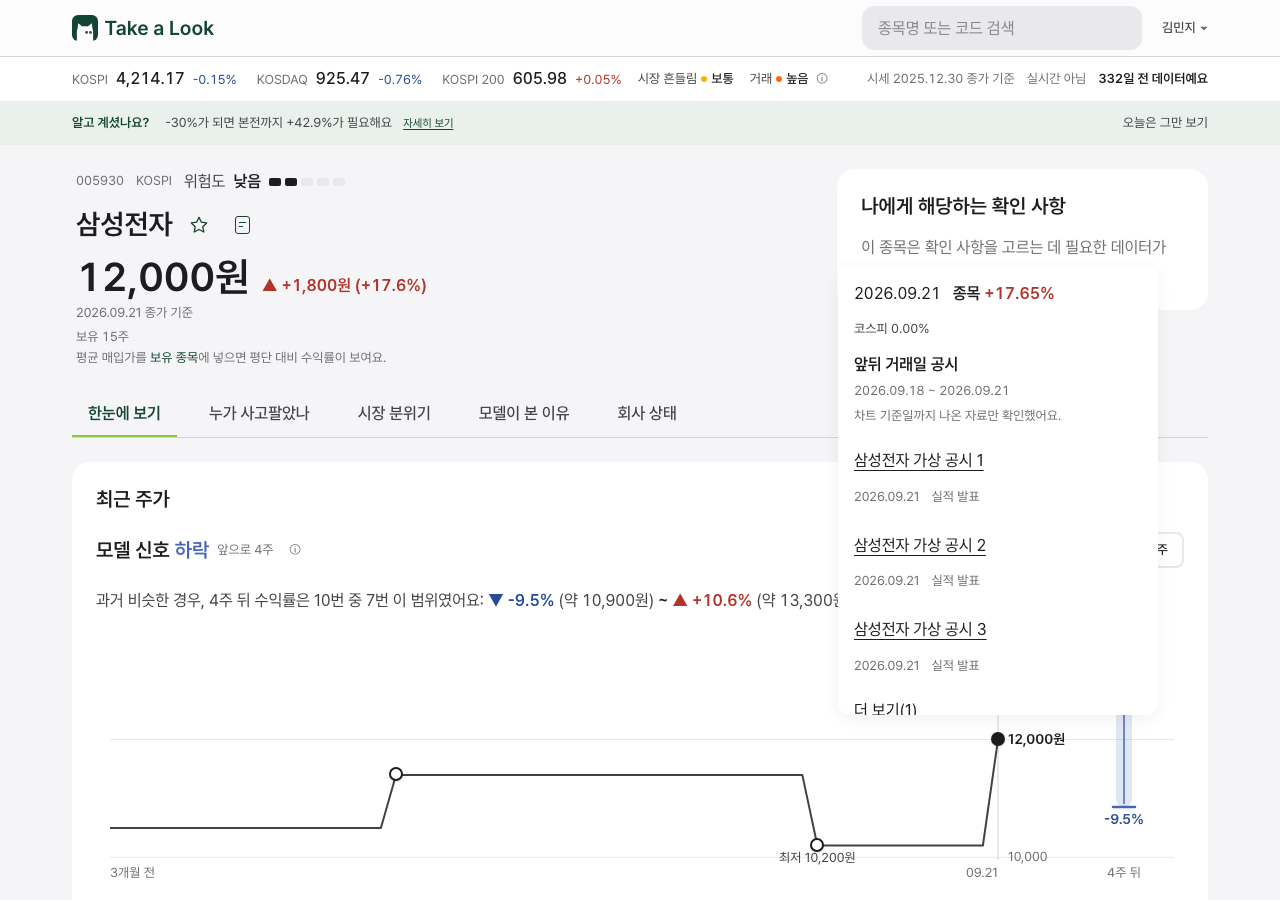 Take a Look
종목명 또는 코드 검색
김민지
KOSPI 4,214.17 -0.15% KOSDAQ 925.47 -0.76% KOSPI 200 605.98 +0.05% 시장 흔들림 보통 거래 높음 ⓘ 시세 2025.12.30 종가 기준 실시간 아님 332일 전 데이터예요
알고 계셨나요? -30%가 되면 본전까지 +42.9%가 필요해요 자세히 보기 오늘은 그만 보기
005930 KOSPI 위험도 낮음
삼성전자
12,000원 ▲ +1,800원 (+17.6%)
2026.09.21 종가 기준
보유 15주
평균 매입가를 보유 종목에 넣으면 평단 대비 수익률이 보여요.
나에게 해당하는 확인 사항
이 종목은 확인 사항을 고르는 데 필요한 데이터가
2026.09.21 종목 +17.65%
코스피 0.00%
앞뒤 거래일 공시
2026.09.18 ~ 2026.09.21
차트 기준일까지 나온 자료만 확인했어요.
삼성전자 가상 공시 1
2026.09.21 실적 발표
삼성전자 가상 공시 2
2026.09.21 실적 발표
삼성전자 가상 공시 3
2026.09.21 실적 발표
더 보기(1)
한눈에 보기 누가 사고팔았나 시장 분위기 모델이 본 이유 회사 상태
최근 주가
모델 신호 하락 앞으로 4주 ⓘ
주
과거 비슷한 경우, 4주 뒤 수익률은 10번 중 7번 이 범위였어요: ▼ -9.5% (약 10,900원) ~ ▲ +10.6% (약 13,300원
12,000원
-9.5%
최저 10,200원
10,000
3개월 전 09.21 4주 뒤